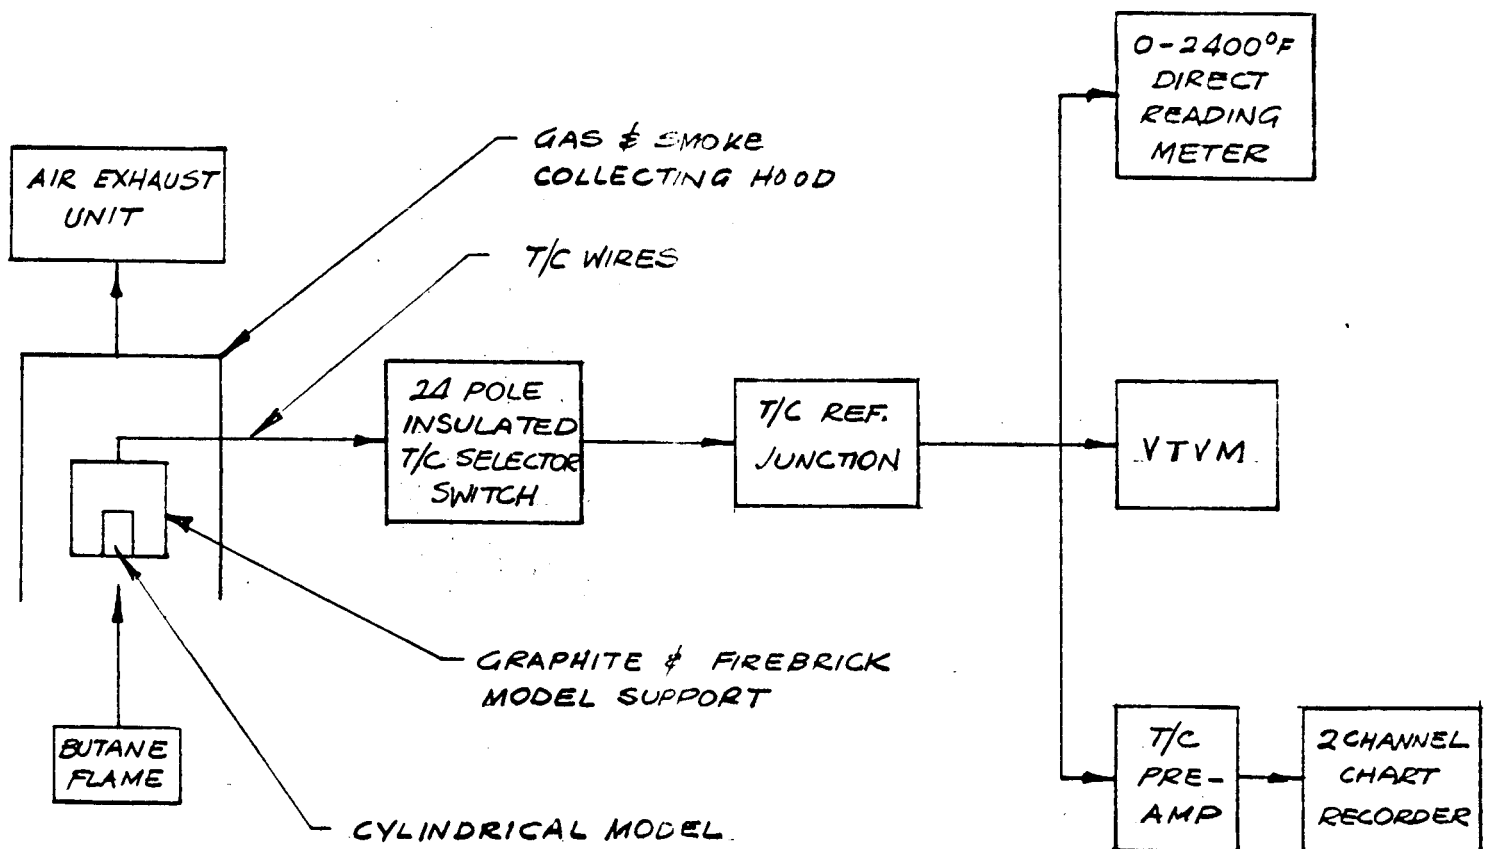 0-2400°F
DIRECT
READING
METER
GAS & SMOKE
COLLECTING HOOD
AIR EXHAUST
UNIT
T/C WIRES
24 POLE
INSULATED
T/C SELECTOR
SWITCH
T/C REF.
JUNCTION
VTVM
GRAPHITE & FIREBRICK
MODEL SUPPORT
BUTANE
FLAME
T/C
PRE-
AMP
2 CHANNEL
CHART
RECORDER
CYLINDRICAL MODEL